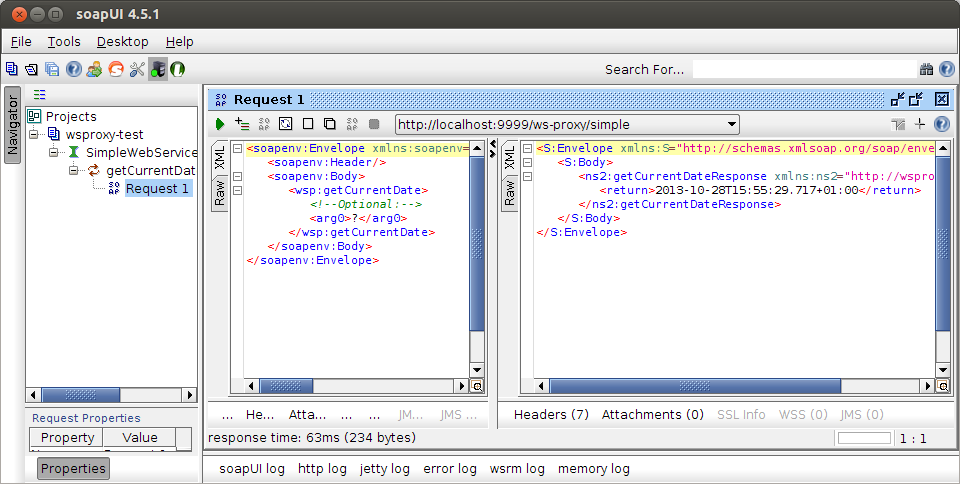 soapUI 4.5.1
File Tools Desktop Help
Search For...
Navigator
Projects
wsproxy-test
SimpleWebService
getCurrentDat
Request 1
Request Properties
Property Value
Properties
Request 1
http://localhost:9999/ws-proxy/simple
XML
Raw
<soapenv:Envelope xmlns:soapenv=
<soapenv:Header/>
<soapenv:Body>
<wsp:getCurrentDate>
<!--Optional:-->
<arg0>?</arg0>
</wsp:getCurrentDate>
</soapenv:Body>
</soapenv:Envelope>
XML
Raw
<S:Envelope xmlns:S="http://schemas.xmlsoap.org/soap/enve
<S:Body>
<ns2:getCurrentDateResponse xmlns:ns2="http://wspro
<return>2013-10-28T15:55:29.717+01:00</return>
</ns2:getCurrentDateResponse>
</S:Body>
</S:Envelope>
... He... Atta... ... ... JM... JMS ...
Headers (7) Attachments (0) SSL Info WSS (0) JMS (0)
response time: 63ms (234 bytes)
1 : 1
soapUI log http log jetty log error log wsrm log memory log